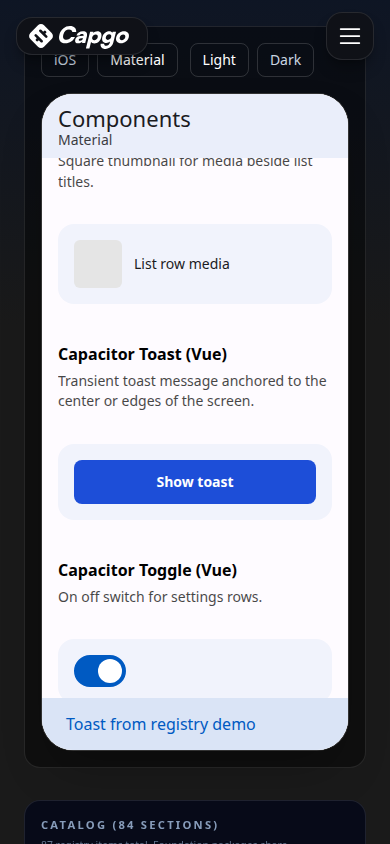 Capgo
iOS
Material
Light
Dark
Components
Material
Square thumbnail for media beside list
titles.
List row media
Capacitor Toast (Vue)
Transient toast message anchored to the
center or edges of the screen.
Show toast
Capacitor Toggle (Vue)
On off switch for settings rows.
Toast from registry demo
CATALOG (84 SECTIONS)